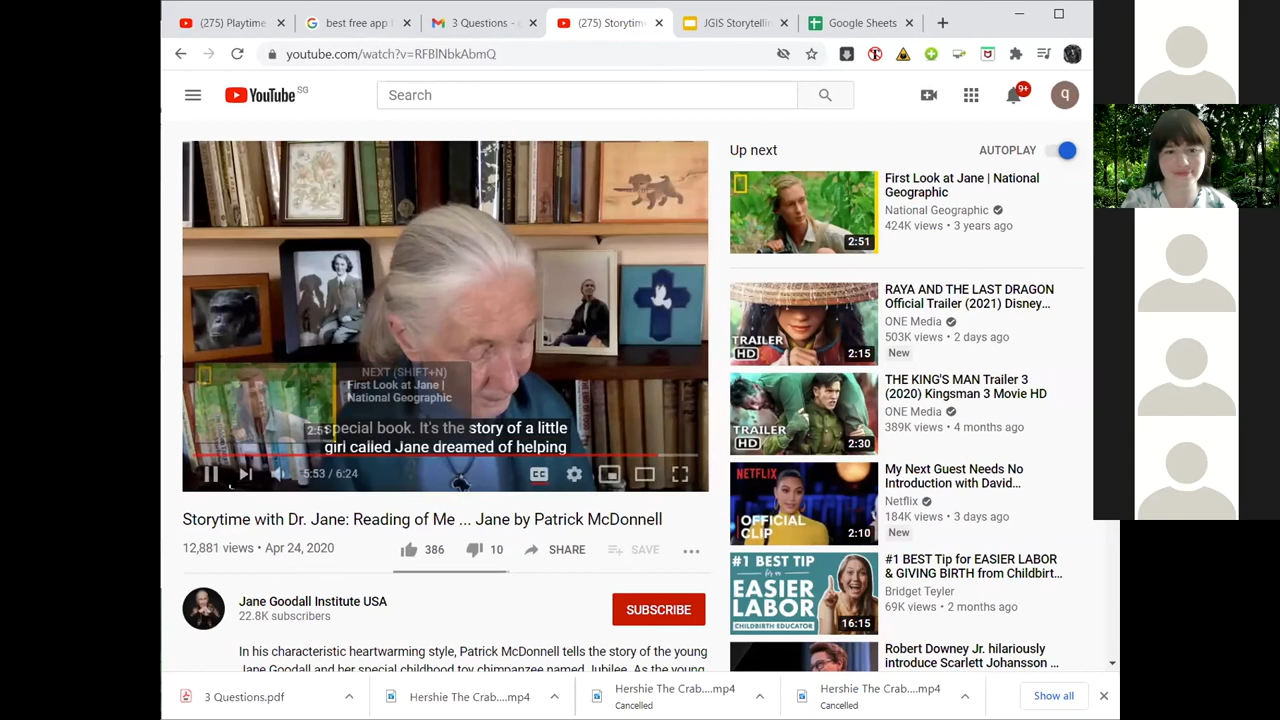 (275) Playtime
best free app f
3 Questions - g
(275) Storytime
JGIS Storytellin
Google Sheets
youtube.com/watch?v=RFBlNbkAbmQ
YouTube SG
Search
9+
q
Up next
AUTOPLAY
First Look at Jane | National
Geographic
National Geographic
424K views • 3 years ago
2:51
RAYA AND THE LAST DRAGON
Official Trailer (2021) Disney...
ONE Media
503K views • 2 days ago
New
TRAILER
HD
2:15
THE KING'S MAN Trailer 3
(2020) Kingsman 3 Movie HD
ONE Media
389K views • 4 months ago
TRAILER
HD
2:30
My Next Guest Needs No
Introduction with David...
Netflix
184K views • 3 days ago
New
NETFLIX
OFFICIAL
CLIP
2:10
#1 BEST Tip for EASIER LABOR
& GIVING BIRTH from Childbirt...
Bridget Teyler
69K views • 2 months ago
#1 BEST TIP
for an
EASIER
LABOR
CHILDBIRTH EDUCATOR
16:15
Robert Downey Jr. hilariously
introduce Scarlett Johansson ...
NEXT (SHIFT+N)
First Look at Jane |
National Geographic
2:51
special book. It's the story of a little
girl called Jane dreamed of helping
5:53 / 6:24
CC
Storytime with Dr. Jane: Reading of Me ... Jane by Patrick McDonnell
12,881 views • Apr 24, 2020
386
10
SHARE
SAVE
Jane Goodall Institute USA
22.8K subscribers
SUBSCRIBE
In his characteristic heartwarming style, Patrick McDonnell tells the story of the young
Jane Goodall and her special childhood toy chimpanzee named Jubilee. As the young
3 Questions.pdf
Hershie The Crab....mp4
Hershie The Crab....mp4
Cancelled
Hershie The Crab....mp4
Cancelled
Show all